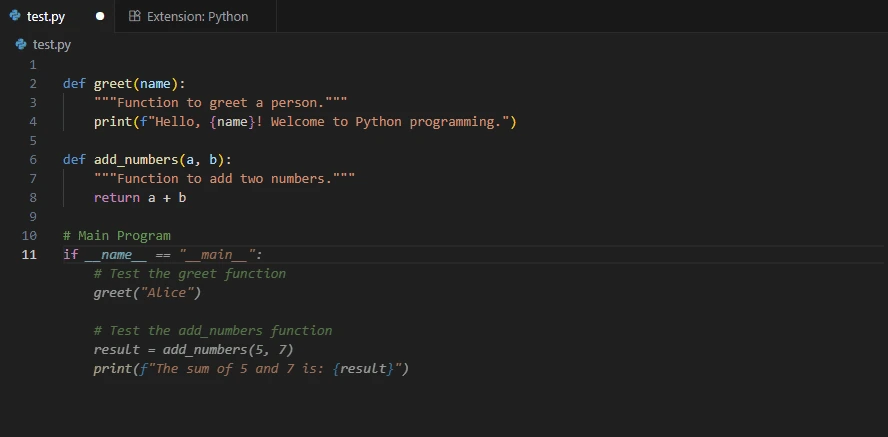 test.py
Extension: Python
test.py
1
2 def greet(name):
3     """Function to greet a person."""
4     print(f"Hello, {name}! Welcome to Python programming.")
5
6 def add_numbers(a, b):
7     """Function to add two numbers."""
8     return a + b
9
10 # Main Program
11 if __name__ == "__main__":
    # Test the greet function
    greet("Alice")

    # Test the add_numbers function
    result = add_numbers(5, 7)
    print(f"The sum of 5 and 7 is: {result}")